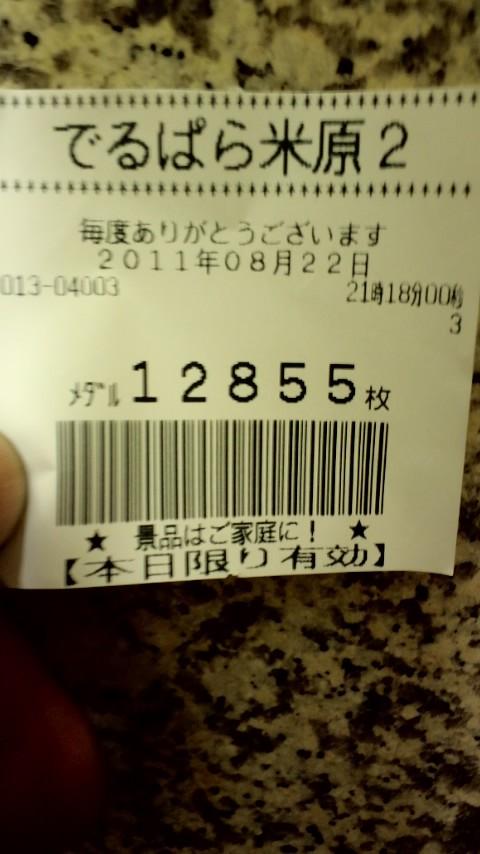 でるぱら米原2
毎度ありがとうございます
2011年08月22日
013-04003 21時18分00秒
3
メダル 12855枚
★ 景品はご家庭に! ★
【本日限り有効】